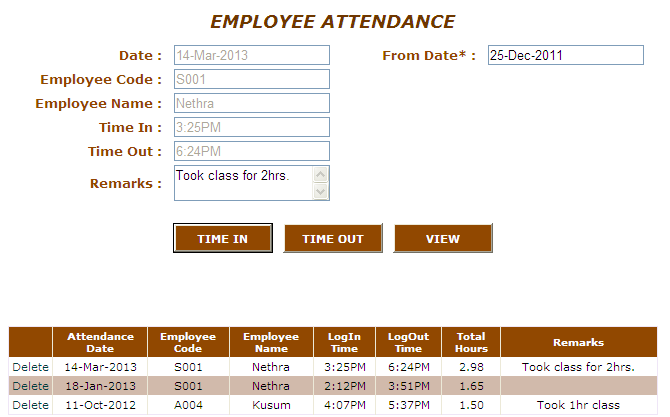 EMPLOYEE ATTENDANCE
Date : 14-Mar-2013 From Date* : 25-Dec-2011
Employee Code : S001
Employee Name : Nethra
Time In : 3:25PM
Time Out : 6:24PM
Remarks : Took class for 2hrs.
TIME IN TIME OUT VIEW
Attendance Date Employee Code Employee Name LogIn Time LogOut Time Total Hours Remarks
Delete 14-Mar-2013 S001 Nethra 3:25PM 6:24PM 2.98 Took class for 2hrs.
Delete 18-Jan-2013 S001 Nethra 2:12PM 3:51PM 1.65
Delete 11-Oct-2012 A004 Kusum 4:07PM 5:37PM 1.50 Took 1hr class